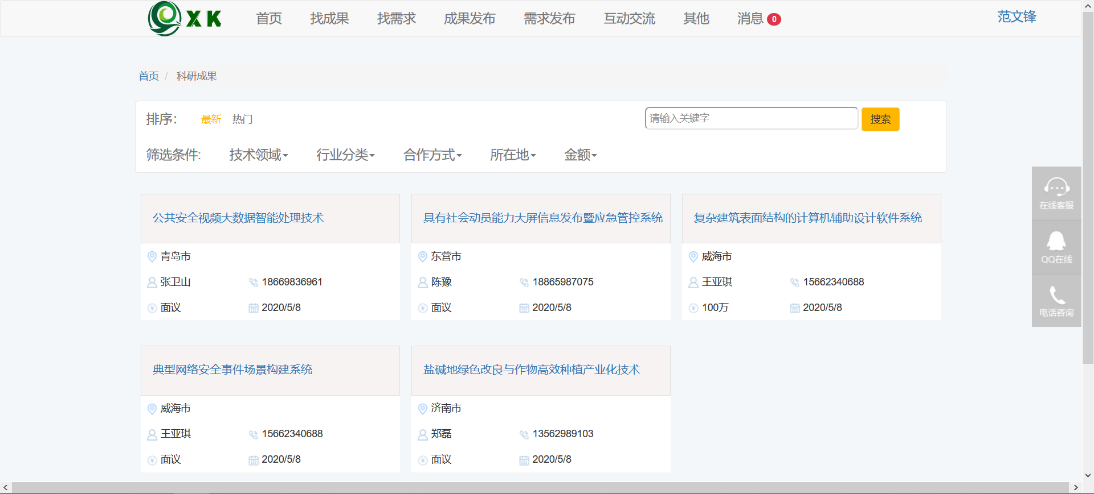 XK 首页 找成果 找需求 成果发布 需求发布 互动交流 其他 消息 0 范文锋
首页 / 科研成果
排序: 最新 热门 请输入关键字 搜索
筛选条件: 技术领域 行业分类 合作方式 所在地 金额
公共安全视频大数据智能处理技术
青岛市
张卫山 18669836961
面议 2020/5/8
具有社会动员能力大屏信息发布暨应急管控系统
东营市
陈豫 18865987075
面议 2020/5/8
复杂建筑表面结构的计算机辅助设计软件系统
威海市
王亚琪 15662340688
100万 2020/5/8
典型网络安全事件场景构建系统
威海市
王亚琪 15662340688
面议 2020/5/8
盐碱地绿色改良与作物高效种植产业化技术
济南市
郑磊 13562989103
面议 2020/5/8
在线客服
QQ在线
电话咨询